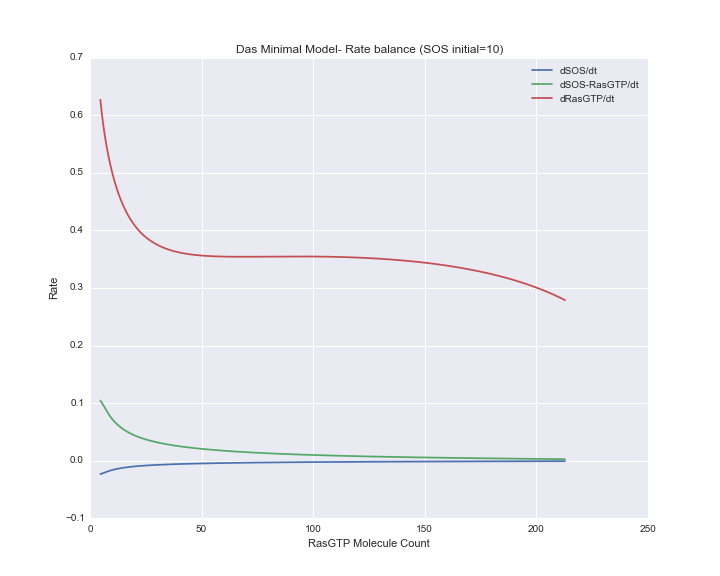 Das Minimal Model- Rate balance (SOS initial=10)
0.7
0.6
0.5
0.4
0.3
0.2
0.1
0.0
−0.1
Rate
dSOS/dt
dSOS-RasGTP/dt
dRasGTP/dt
0 50 100 150 200 250
RasGTP Molecule Count